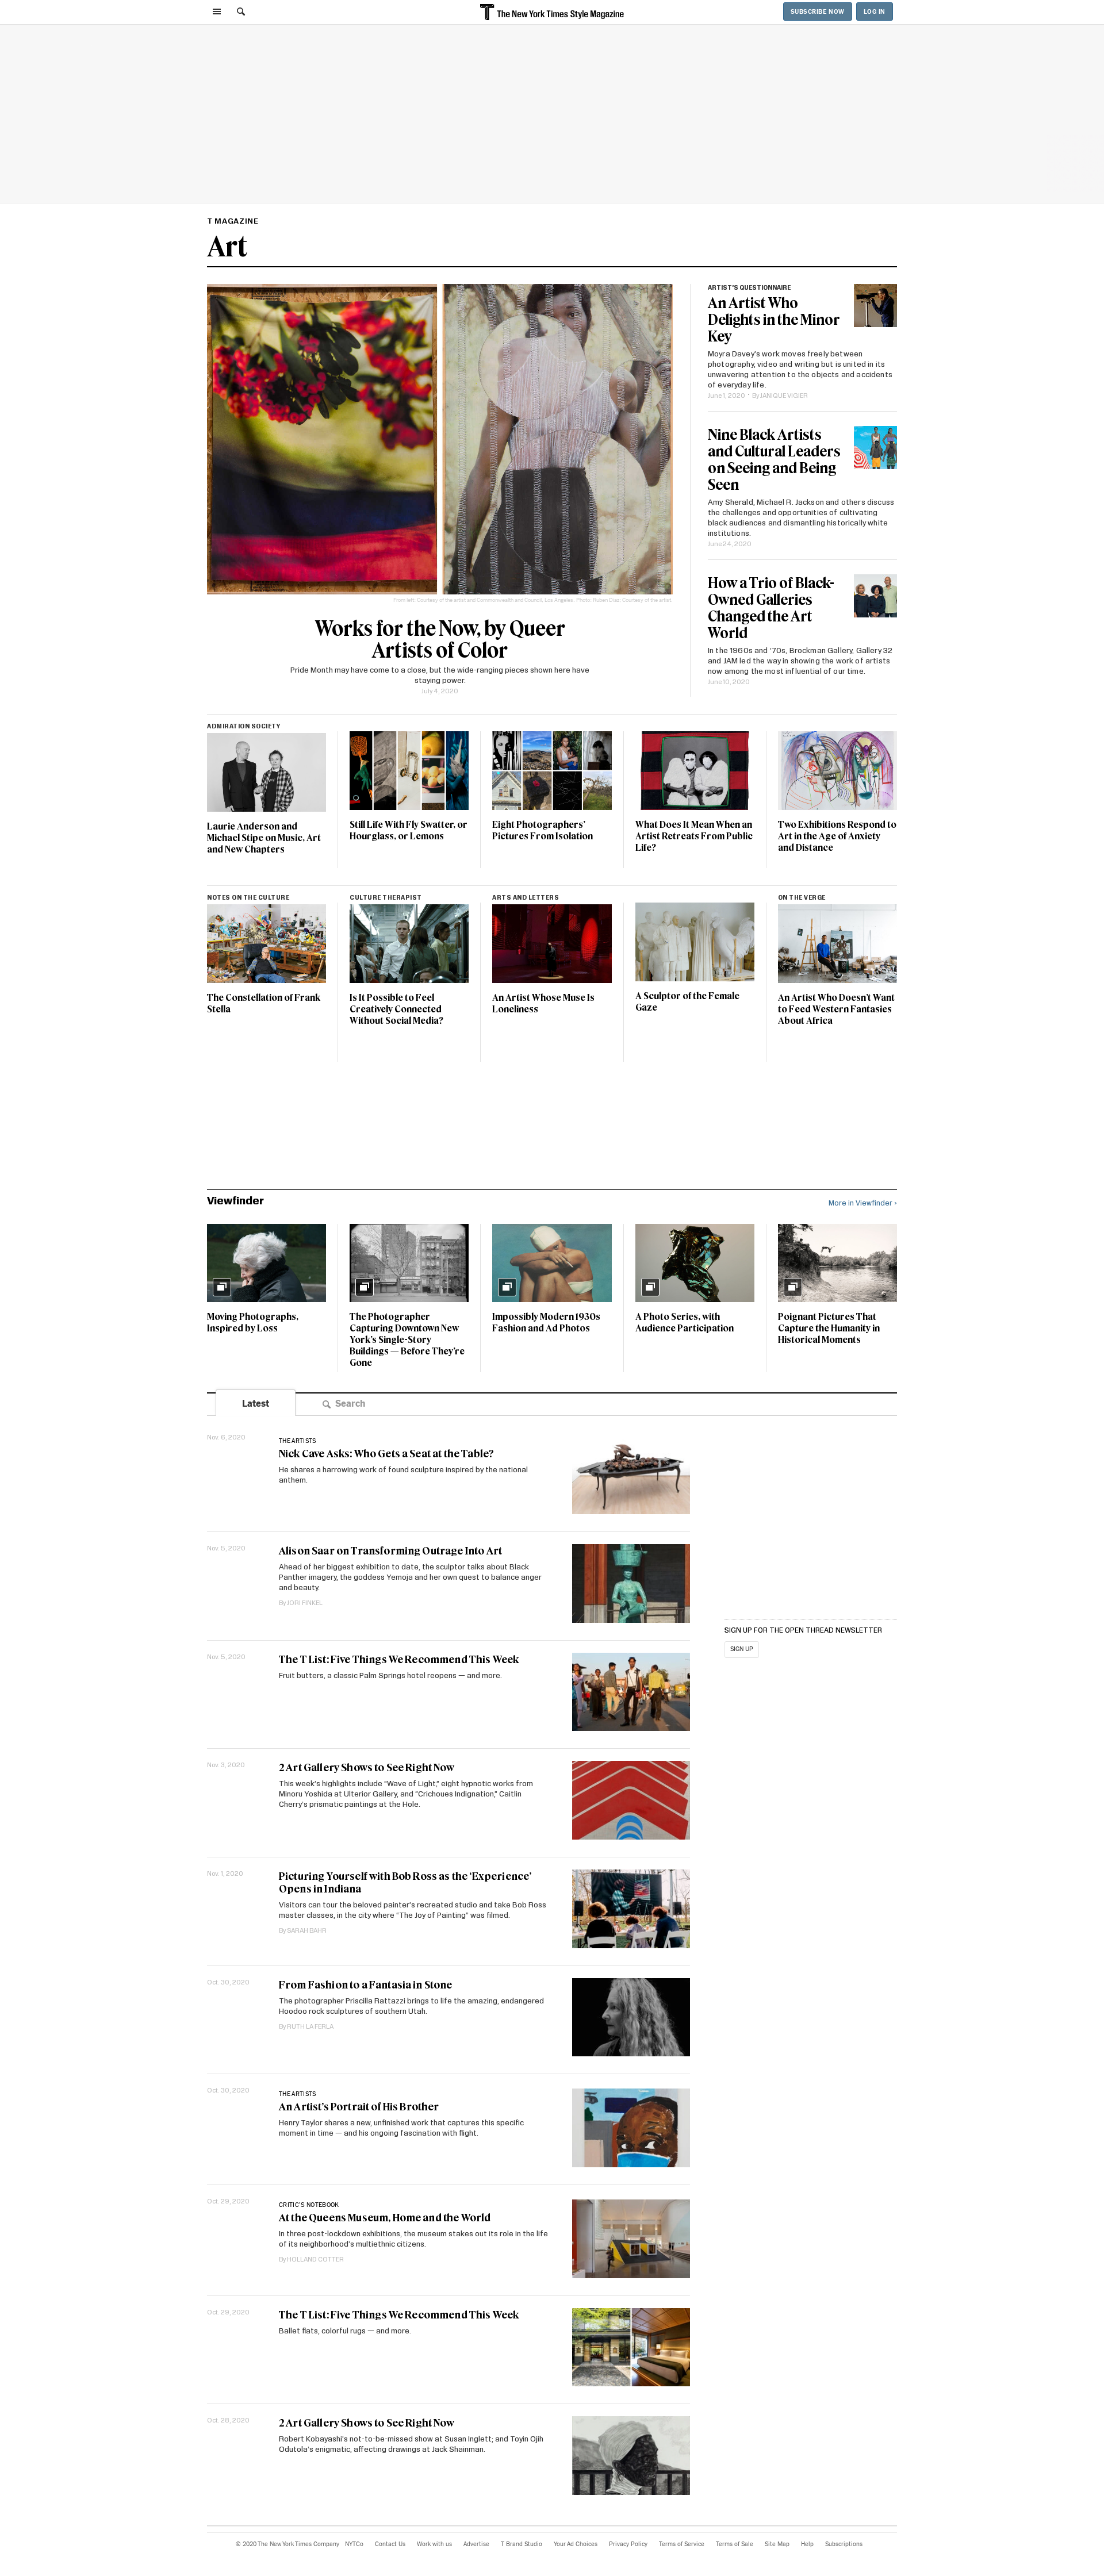 The New York Times Style Magazine
SUBSCRIBE NOW
LOG IN
T MAGAZINE
Art
From left: Courtesy of the artist and Commonwealth and Council, Los Angeles. Photo: Ruben Diaz; Courtesy of the artist.
Works for the Now, by Queer
Artists of Color
Pride Month may have come to a close, but the wide-ranging pieces shown here have
staying power.
July 4, 2020
ARTIST'S QUESTIONNAIRE
An Artist Who
Delights in the Minor
Key
Moyra Davey's work moves freely between
photography, video and writing but is united in its
unwavering attention to the objects and accidents
of everyday life.
June 1, 2020 • By JANIQUE VIGIER
Nine Black Artists
and Cultural Leaders
on Seeing and Being
Seen
Amy Sherald, Michael R. Jackson and others discuss
the challenges and opportunities of cultivating
black audiences and dismantling historically white
institutions.
June 24, 2020
How a Trio of Black-
Owned Galleries
Changed the Art
World
In the 1960s and '70s, Brockman Gallery, Gallery 32
and JAM led the way in showing the work of artists
now among the most influential of our time.
June 10, 2020
ADMIRATION SOCIETY
Laurie Anderson and
Michael Stipe on Music, Art
and New Chapters
Still Life With Fly Swatter, or
Hourglass, or Lemons
Eight Photographers'
Pictures From Isolation
What Does It Mean When an
Artist Retreats From Public
Life?
Two Exhibitions Respond to
Art in the Age of Anxiety
and Distance
NOTES ON THE CULTURE
The Constellation of Frank
Stella
CULTURE THERAPIST
Is It Possible to Feel
Creatively Connected
Without Social Media?
ARTS AND LETTERS
An Artist Whose Muse Is
Loneliness
A Sculptor of the Female
Gaze
ON THE VERGE
An Artist Who Doesn't Want
to Feed Western Fantasies
About Africa
Viewfinder
More in Viewfinder ›
Moving Photographs,
Inspired by Loss
The Photographer
Capturing Downtown New
York's Single-Story
Buildings — Before They're
Gone
Impossibly Modern 1930s
Fashion and Ad Photos
A Photo Series, with
Audience Participation
Poignant Pictures That
Capture the Humanity in
Historical Moments
Latest
Search
Nov. 6, 2020
THE ARTISTS
Nick Cave Asks: Who Gets a Seat at the Table?
He shares a harrowing work of found sculpture inspired by the national
anthem.
Nov. 5, 2020
Alison Saar on Transforming Outrage Into Art
Ahead of her biggest exhibition to date, the sculptor talks about Black
Panther imagery, the goddess Yemoja and her own quest to balance anger
and beauty.
By JORI FINKEL
SIGN UP FOR THE OPEN THREAD NEWSLETTER
SIGN UP
Nov. 5, 2020
The T List: Five Things We Recommend This Week
Fruit butters, a classic Palm Springs hotel reopens — and more.
Nov. 3, 2020
2 Art Gallery Shows to See Right Now
This week's highlights include “Wave of Light,” eight hypnotic works from
Minoru Yoshida at Ulterior Gallery, and “Crichoues Indignation,” Caitlin
Cherry's prismatic paintings at the Hole.
Nov. 1, 2020
Picturing Yourself with Bob Ross as the ‘Experience’
Opens in Indiana
Visitors can tour the beloved painter's recreated studio and take Bob Ross
master classes, in the city where “The Joy of Painting” was filmed.
By SARAH BAHR
Oct. 30, 2020
From Fashion to a Fantasia in Stone
The photographer Priscilla Rattazzi brings to life the amazing, endangered
Hoodoo rock sculptures of southern Utah.
By RUTH LA FERLA
Oct. 30, 2020
THE ARTISTS
An Artist's Portrait of His Brother
Henry Taylor shares a new, unfinished work that captures this specific
moment in time — and his ongoing fascination with flight.
Oct. 29, 2020
CRITIC'S NOTEBOOK
At the Queens Museum, Home and the World
In three post-lockdown exhibitions, the museum stakes out its role in the life
of its neighborhood's multiethnic citizens.
By HOLLAND COTTER
Oct. 29, 2020
The T List: Five Things We Recommend This Week
Ballet flats, colorful rugs — and more.
Oct. 28, 2020
2 Art Gallery Shows to See Right Now
Robert Kobayashi's not-to-be-missed show at Susan Inglett; and Toyin Ojih
Odutola's enigmatic, affecting drawings at Jack Shainman.
© 2020 The New York Times Company NYTCo Contact Us Work with us Advertise T Brand Studio Your Ad Choices Privacy Policy Terms of Service Terms of Sale Site Map Help Subscriptions